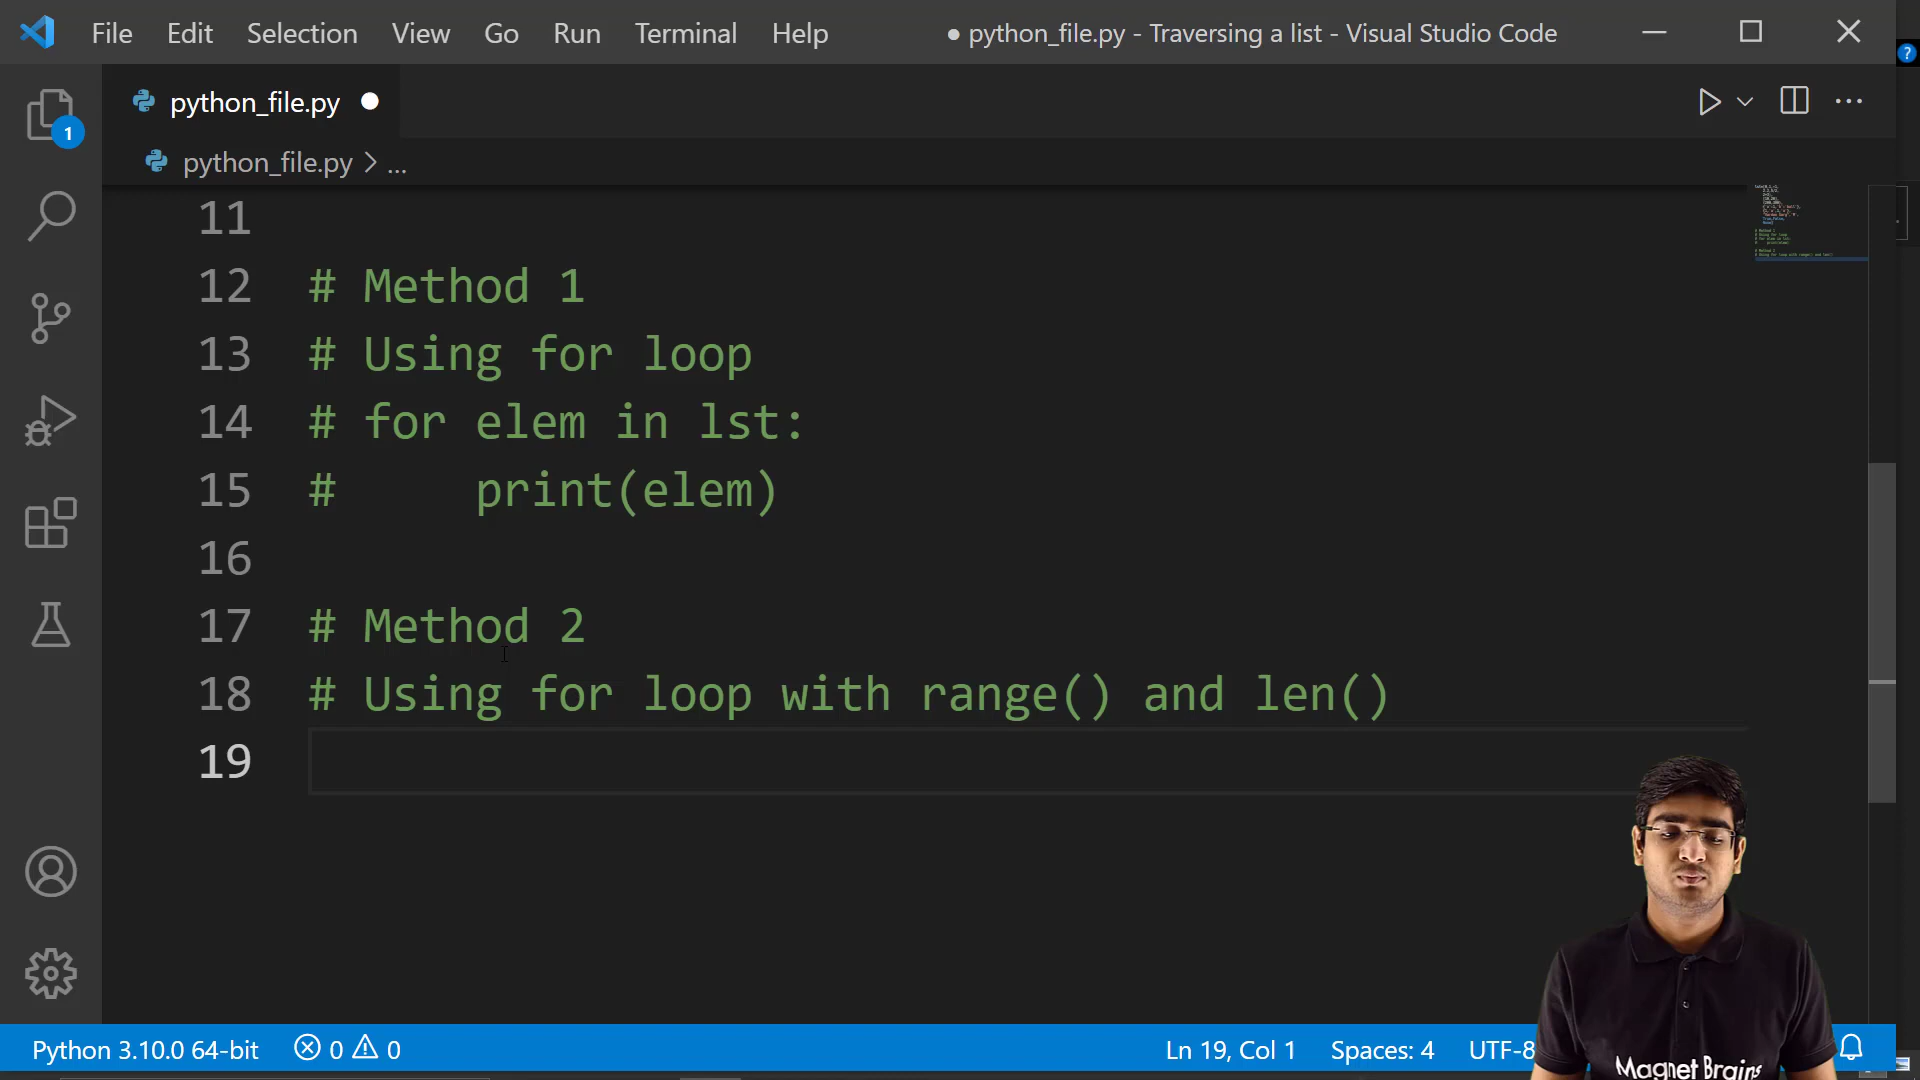 File Edit Selection View Go Run Terminal Help ● python_file.py - Traversing a list - Visual Studio Code
python_file.py
python_file.py > ...
11
12 # Method 1
13 # Using for loop
14 # for elem in lst:
15 #     print(elem)
16
17 # Method 2
18 # Using for loop with range() and len()
19
1
Python 3.10.0 64-bit 0 0 Ln 19, Col 1 Spaces: 4 UTF-8
Magnet Brains